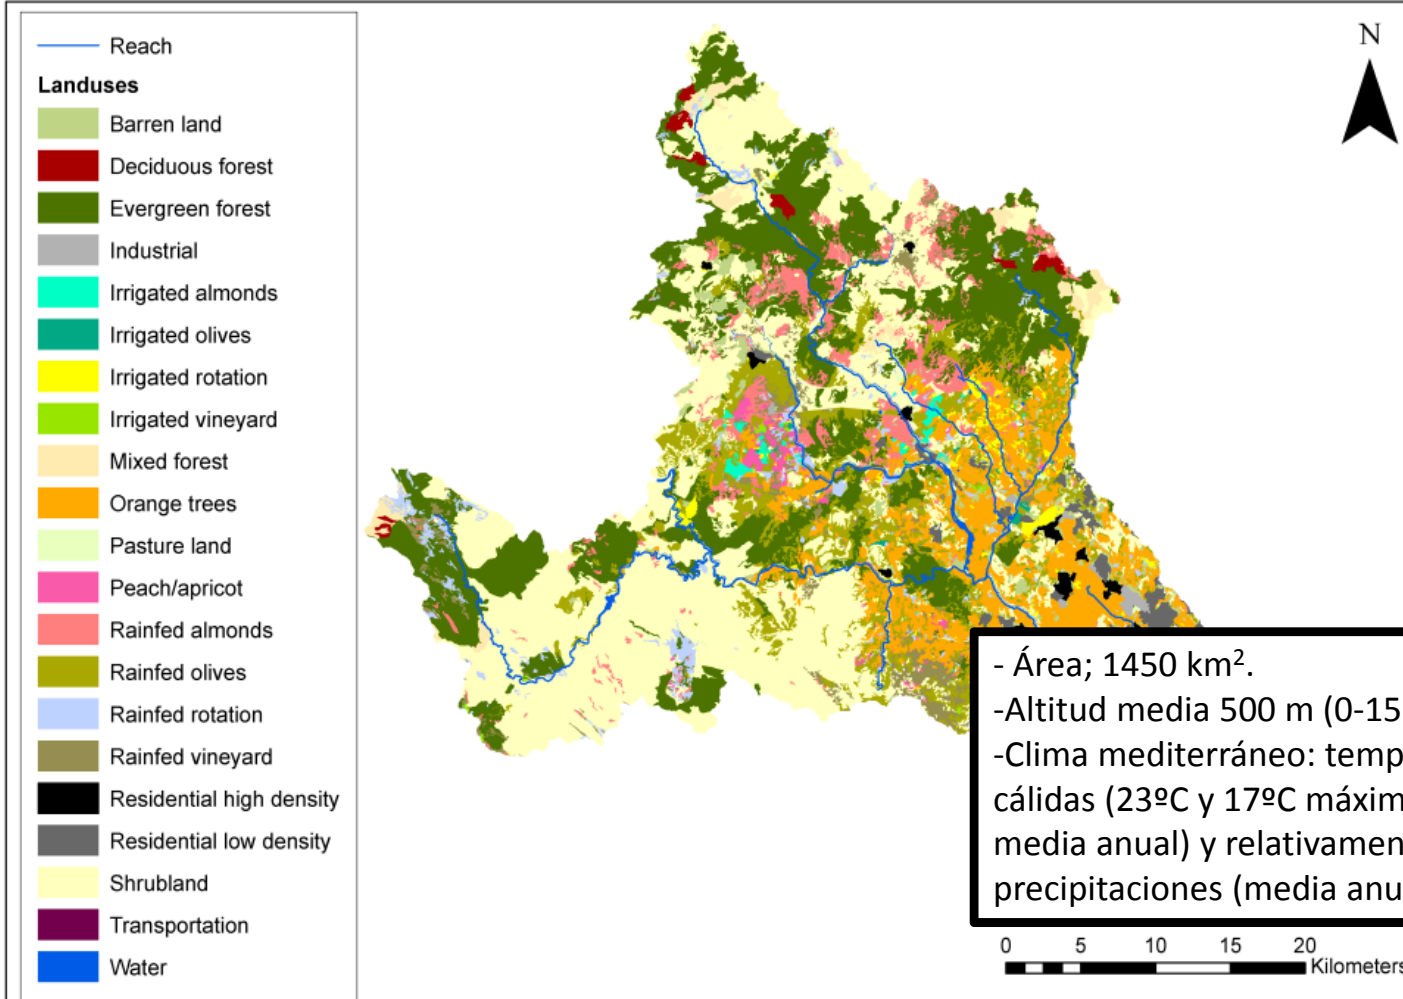 Reach
Landuses
Barren land
Deciduous forest
Evergreen forest
Industrial
Irrigated almonds
Irrigated olives
Irrigated rotation
Irrigated vineyard
Mixed forest
Orange trees
Pasture land
Peach/apricot
Rainfed almonds
Rainfed olives
Rainfed rotation
Rainfed vineyard
Residential high density
Residential low density
Shrubland
Transportation
Water
N
- Área; 1450 km².
-Altitud media 500 m (0-15
-Clima mediterráneo: temp
cálidas (23ºC y 17ºC máxim
media anual) y relativamen
precipitaciones (media anu
0 5 10 15 20
Kilometers